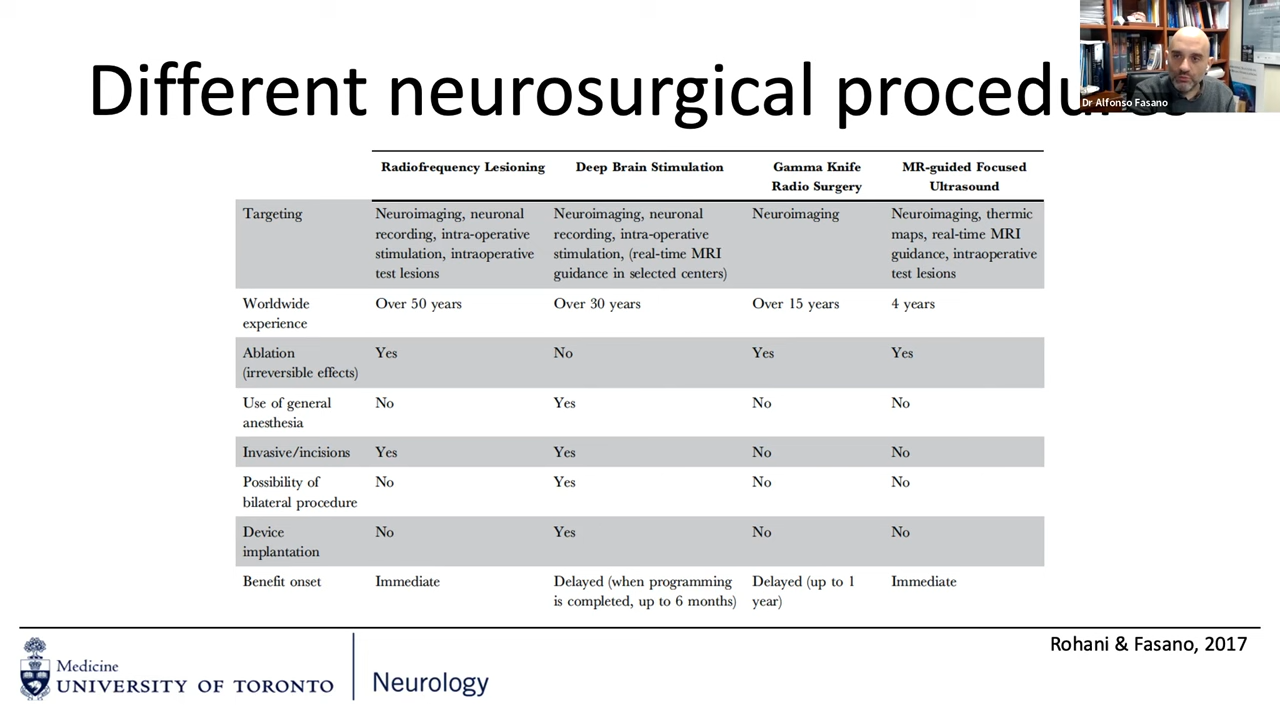 Different neurosurgical procedures
Dr Alfonso Fasano
Radiofrequency Lesioning Deep Brain Stimulation Gamma Knife Radio Surgery MR-guided Focused Ultrasound
Targeting
Neuroimaging, neuronal
recording, intra-operative
stimulation, intraoperative
test lesions
Neuroimaging, neuronal
recording, intra-operative
stimulation, (real-time MRI
guidance in selected centers)
Neuroimaging
Neuroimaging, thermic
maps, real-time MRI
guidance, intraoperative
test lesions
Worldwide
experience
Over 50 years
Over 30 years
Over 15 years
4 years
Ablation
(irreversible effects)
Yes
No
Yes
Yes
Use of general
anesthesia
No
Yes
No
No
Invasive/incisions
Yes
Yes
No
No
Possibility of
bilateral procedure
No
Yes
No
No
Device
implantation
No
Yes
No
No
Benefit onset
Immediate
Delayed (when programming
is completed, up to 6 months)
Delayed (up to 1
year)
Immediate
Rohani & Fasano, 2017
Medicine
UNIVERSITY OF TORONTO
Neurology